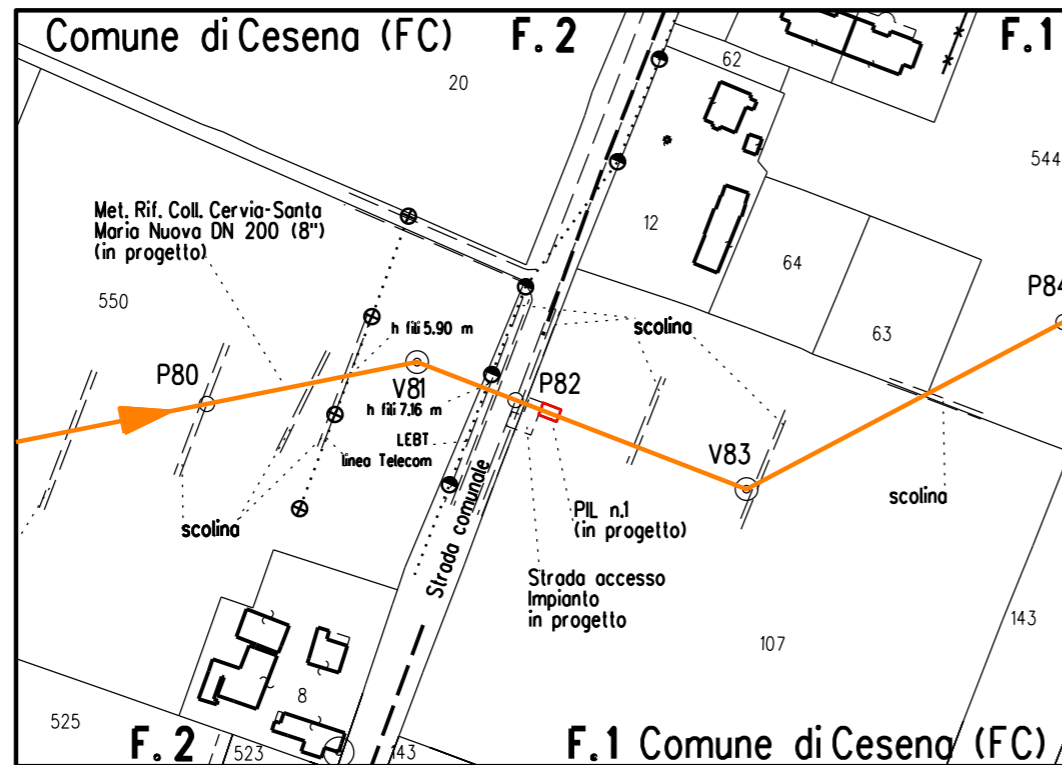 Comune di Cesena (FC) F. 2
F. 1
20
62
544
Met. Rif. Coll. Cervia-Santa
Maria Nuova DN 200 (8")
(in progetto)
12
64
550
P84
63
h fili 5.90 m
scolina
P80
V81
P82
h fili 7.16 m
LEBT
linea Telecom
V83
scolina
scolina
Strada comunale
PIL n.1
(in progetto)
Strada accesso
Impianto
in progetto
143
107
8
525
F. 2
523
143
F. 1 Comune di Cesena (FC)